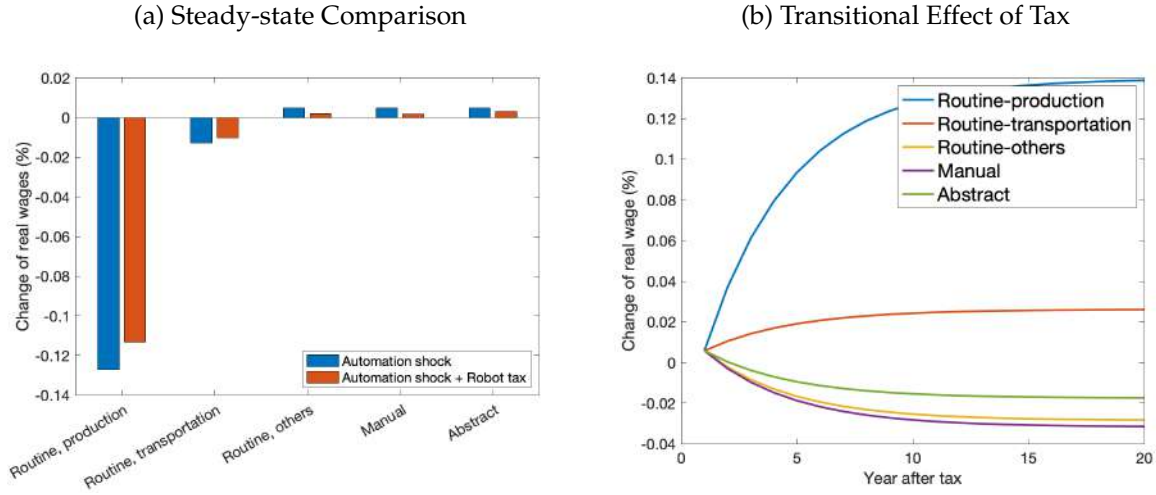 (a) Steady-state Comparison
0.02
0
-0.02
-0.04
-0.06
-0.08
-0.1
-0.12
-0.14
Change of real wages (%)
Automation shock
Automation shock + Robot tax
Routine, production
Routine, transportation
Routine, others
Manual
Abstract
(b) Transitional Effect of Tax
0.14
0.12
0.1
0.08
0.06
0.04
0.02
0
-0.02
-0.04
Change of real wage (%)
Routine-production
Routine-transportation
Routine-others
Manual
Abstract
0
5
10
15
20
Year after tax